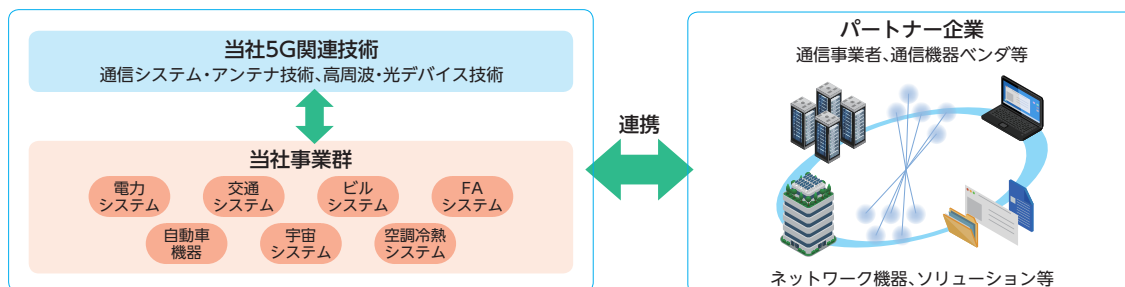 当社5G関連技術
通信システム・アンテナ技術、高周波・光デバイス技術
当社事業群
電力
システム
交通
システム
ビル
システム
FA
システム
自動車
機器
宇宙
システム
空調冷熱
システム
連携
パートナー企業
通信事業者、通信機器ベンダ等
ネットワーク機器、ソリューション等